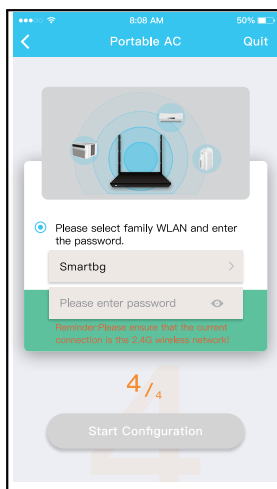 8:08 AM
50%
Portable AC
Quit
Please select family WLAN and enter
the password.
Smartbg
Please enter password
Reminder:Please ensure that the current
connection is the 2.4G wireless network!
4/4
4
Start Configuration